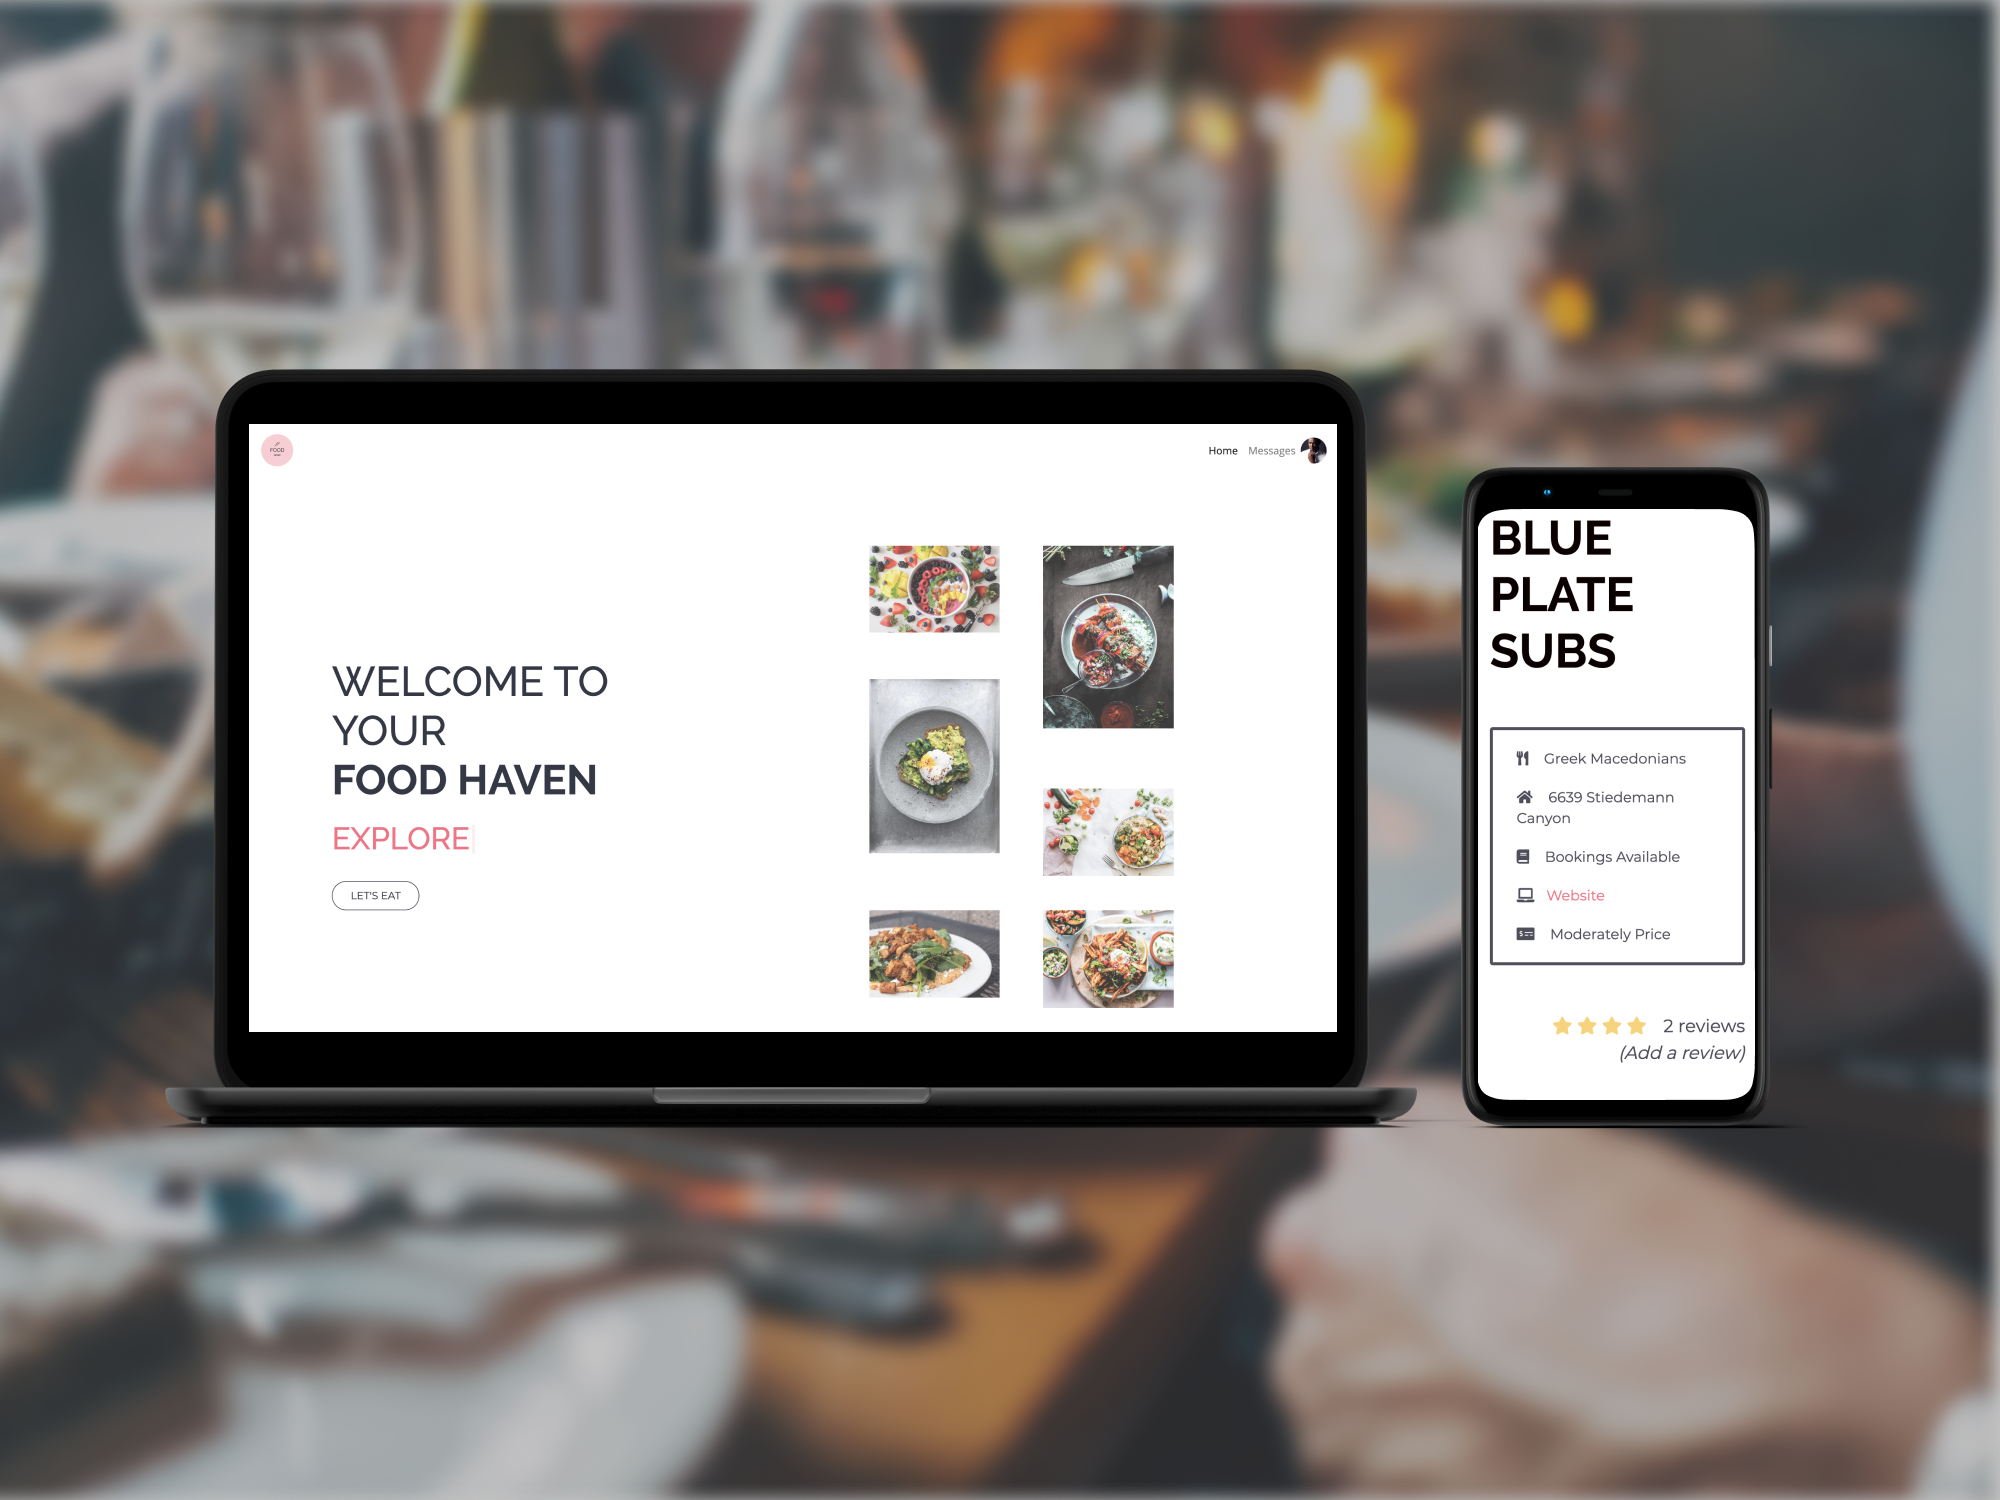 FOOD
Home Messages
WELCOME TO
YOUR
FOOD HAVEN
EXPLORE
LET'S EAT
BLUE
PLATE
SUBS
Greek Macedonians
6639 Stiedemann
Canyon
Bookings Available
Website
Moderately Price
2 reviews
(Add a review)